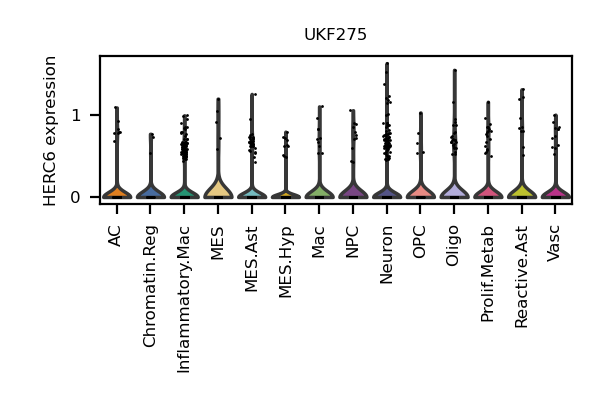 UKF275
HERC6 expression
1
0
AC
Chromatin.Reg
Inflammatory.Mac
MES
MES.Ast
MES.Hyp
Mac
NPC
Neuron
OPC
Oligo
Prolif.Metab
Reactive.Ast
Vasc